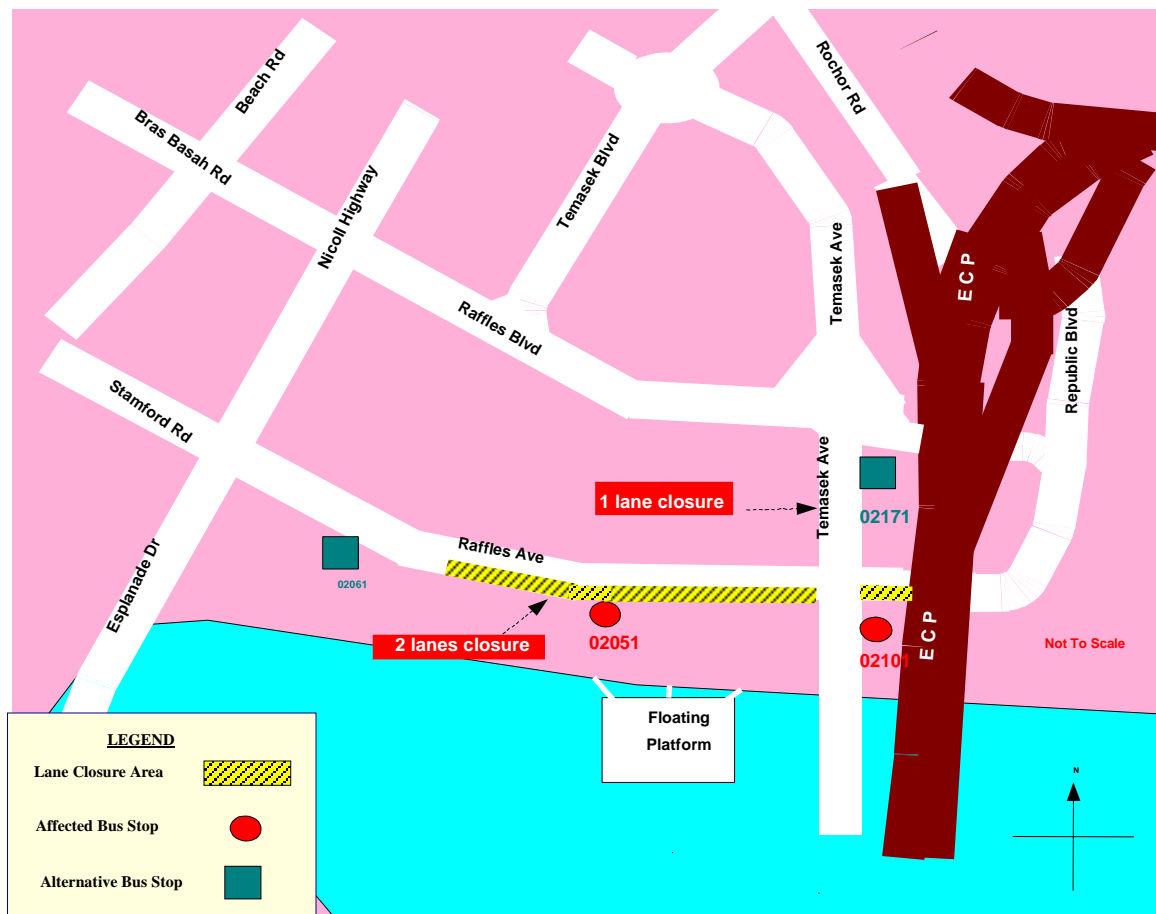 Beach Rd
Rochor Rd
Bras Basah Rd
Temasek Blvd
Nicoll Highway
Temasek Ave
E C P
Raffles Blvd
Republic Blvd
Stamford Rd
Temasek Ave
1 lane closure
02171
Raffles Ave
02061
Esplanade Dr
02051
2 lanes closure
02101
E C P
Not To Scale
Floating
Platform
LEGEND
Lane Closure Area
Affected Bus Stop
Alternative Bus Stop
N